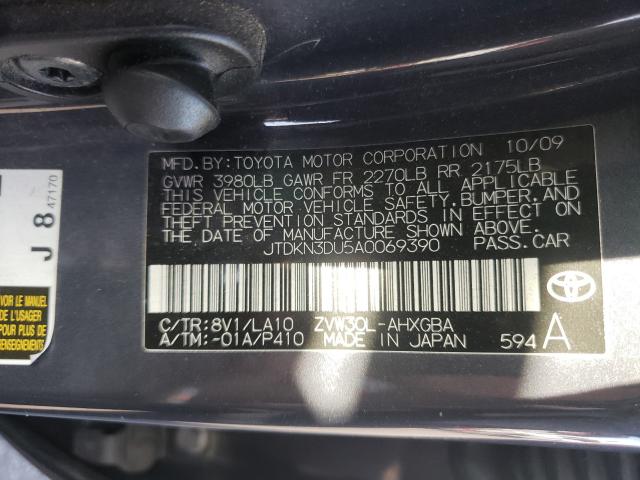 MFD.BY:TOYOTA MOTOR CORPORATION 10/09
GVWR 3980LB GAWR FR 2270LB RR 2175LB
THIS VEHICLE CONFORMS TO ALL APPLICABLE
FEDERAL MOTOR VEHICLE SAFETY,BUMPER,AND
THEFT PREVENTION STANDARDS IN EFFECT ON
THE DATE OF MANUFACTURE SHOWN ABOVE.
JTDKN3DU5A0069390 PASS.CAR
C/TR:8V1/LA10 ZVW30L-AHXGBA
A/TM:-01A/P410 MADE IN JAPAN 594 A
J 8 47170
VOIR LE MANUEL
DE L'USAGER
POUR PLUS DE
RENSEIGNEMENTS